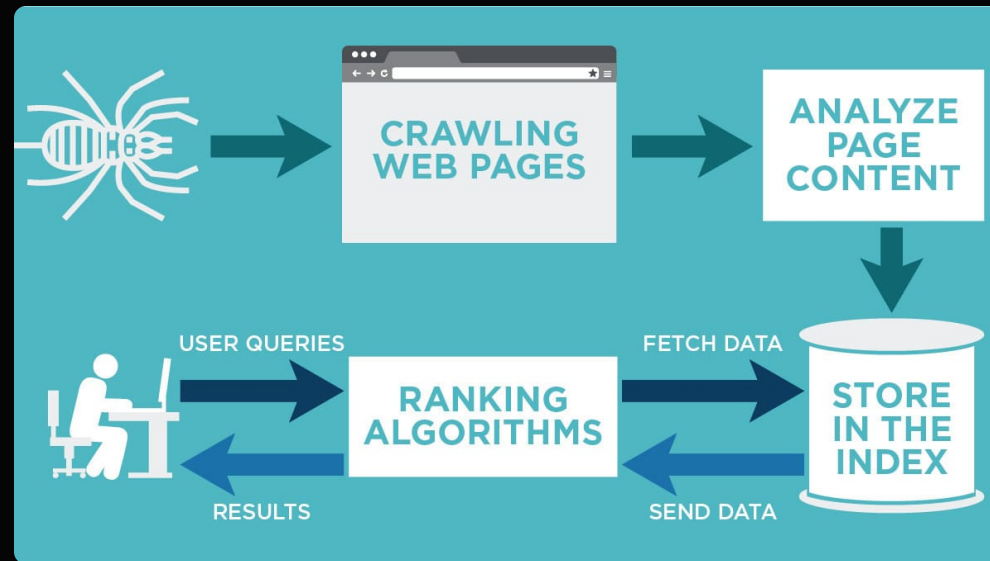 CRAWLING
WEB PAGES
ANALYZE
PAGE
CONTENT
USER QUERIES
FETCH DATA
RANKING
ALGORITHMS
STORE
IN THE
INDEX
RESULTS
SEND DATA